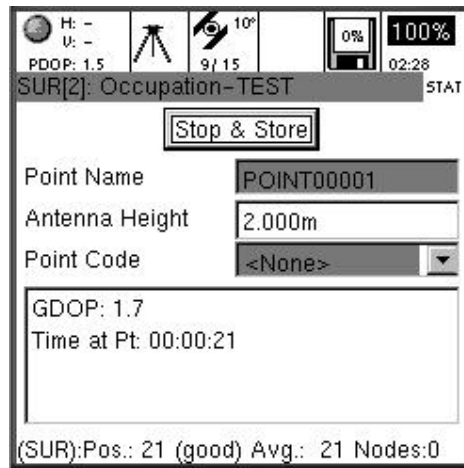 H: -
V: -
PDOP: 1.5
10°
9/15
0%
100%
02:28
SUR[2]: Occupation-TEST
STAT
Stop & Store
Point Name
POINT00001
Antenna Height
2.000m
Point Code
<None>
GDOP: 1.7
Time at Pt: 00:00:21
(SUR):Pos.: 21 (good) Avg.: 21 Nodes:0